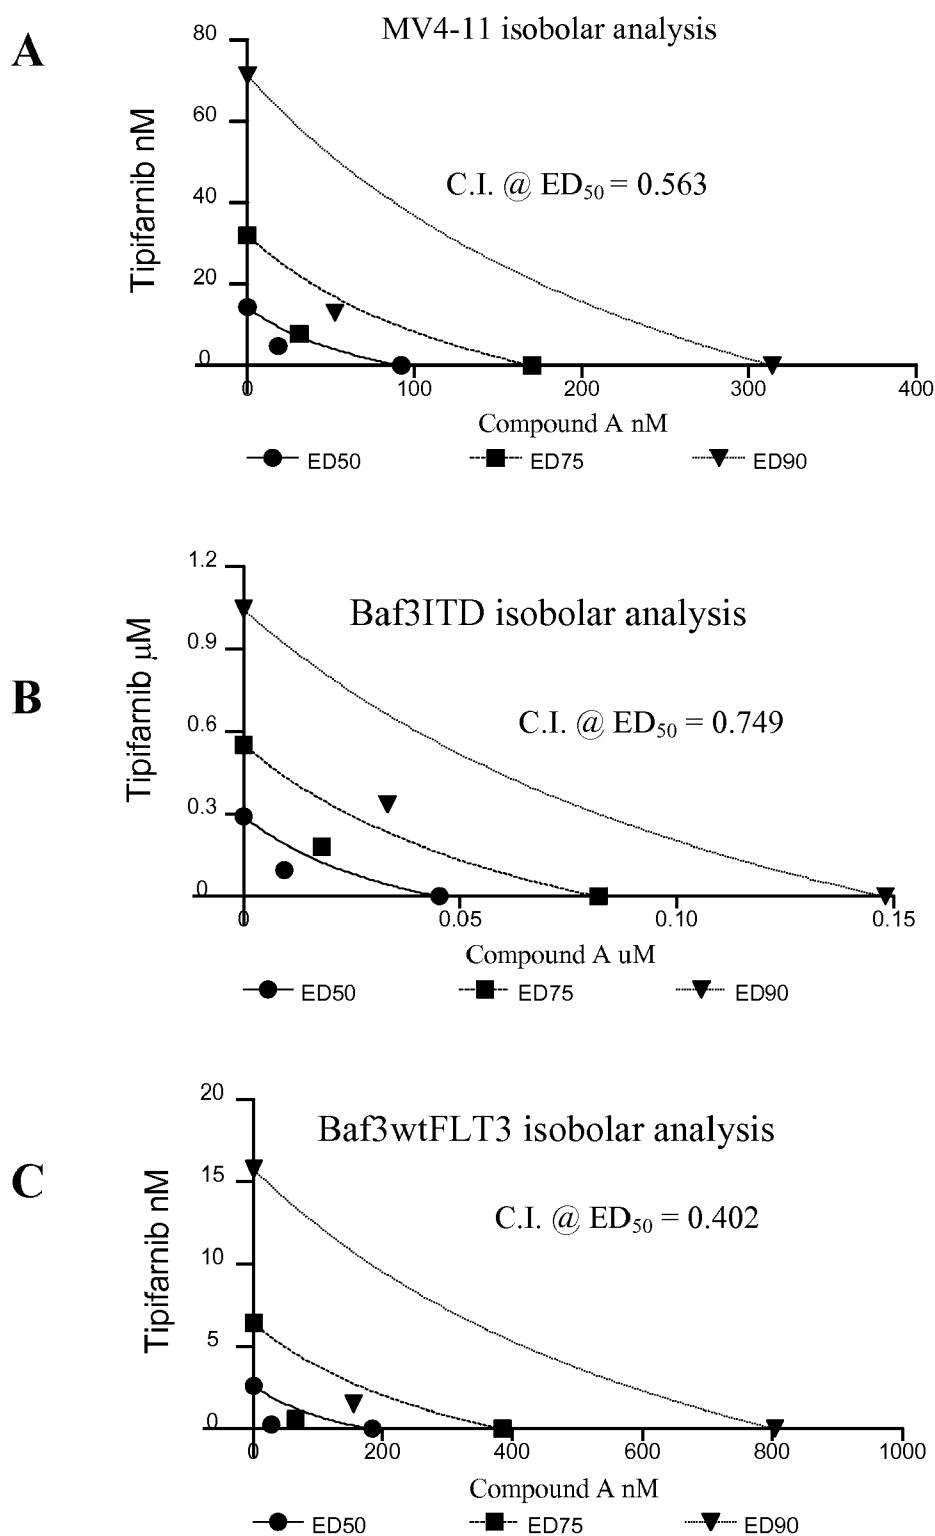 A
MV4-11 isobolar analysis
80
60
40
20
0
Tipifarnib nM
C.I. @ ED50 = 0.563
0 100 200 300 400
Compound A nM
ED50 ED75 ED90
B
Baf3ITD isobolar analysis
1.2
0.9
0.6
0.3
0
Tipifarnib µM
C.I. @ ED50 = 0.749
0 0.05 0.10 0.15
Compound A uM
ED50 ED75 ED90
C
Baf3wtFLT3 isobolar analysis
20
15
10
5
0
Tipifarnib nM
C.I. @ ED50 = 0.402
0 200 400 600 800 1000
Compound A nM
ED50 ED75 ED90